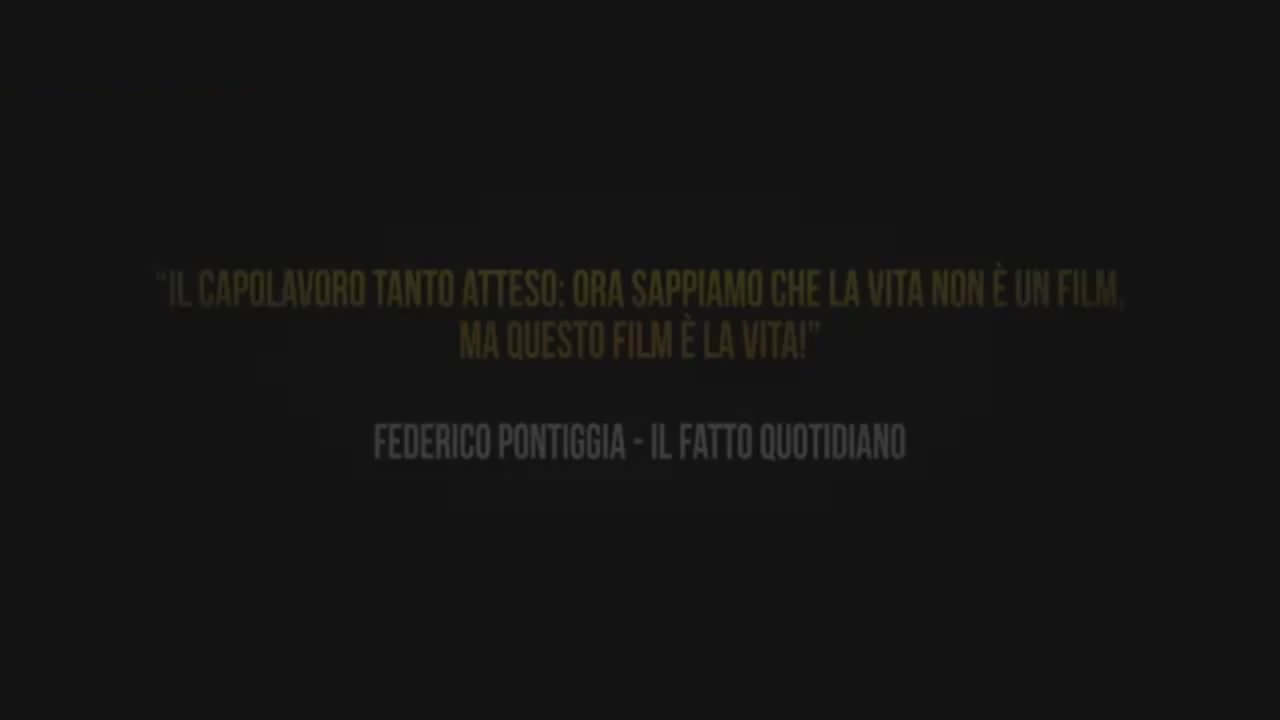 "IL CAPOLAVORO TANTO ATTESO; ORA SAPPIAMO CHE LA VITA NON È UN FILM,
MA QUESTO FILM È LA VITA!"
FEDERICO PONTIGGIA - IL FATTO QUOTIDIANO